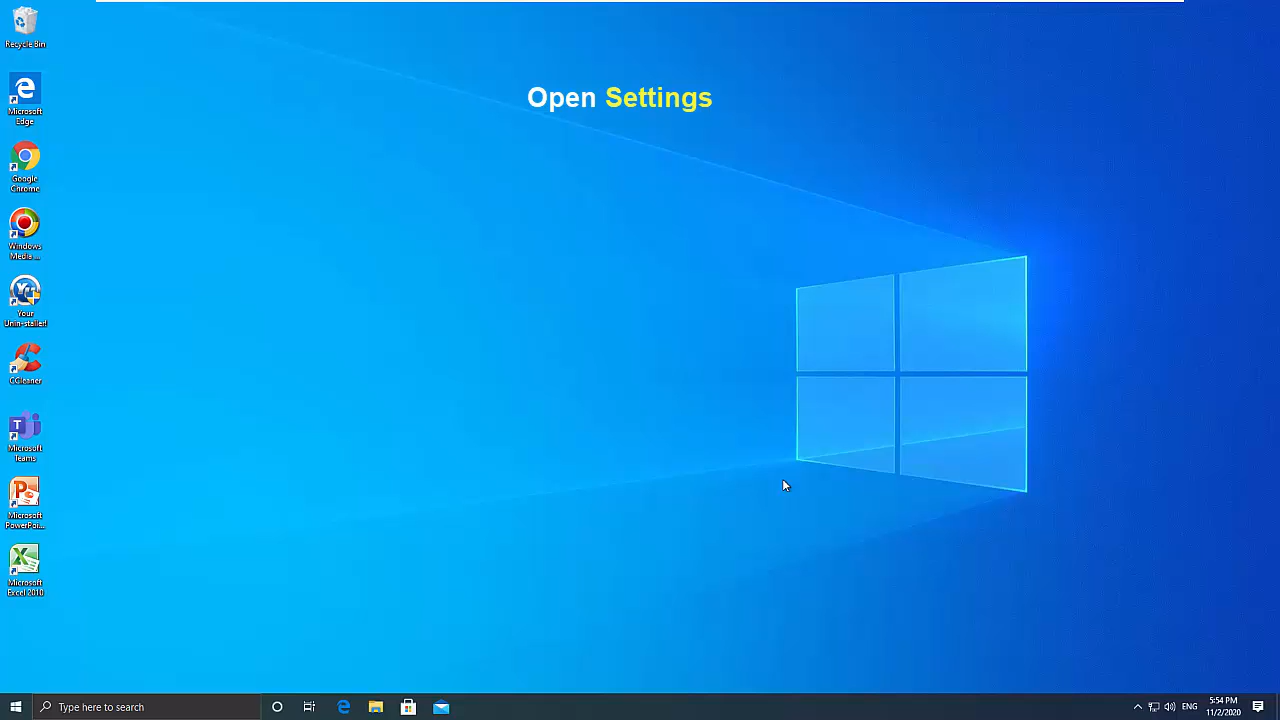 Open Settings
Recycle Bin
Microsoft
Edge
Google
Chrome
Windows
Media ...
Your
Unin-staller!
CCleaner
Microsoft
Teams
Microsoft
PowerPoi...
Microsoft
Excel 2010
Type here to search
ENG
5:54 PM
11/2/2020